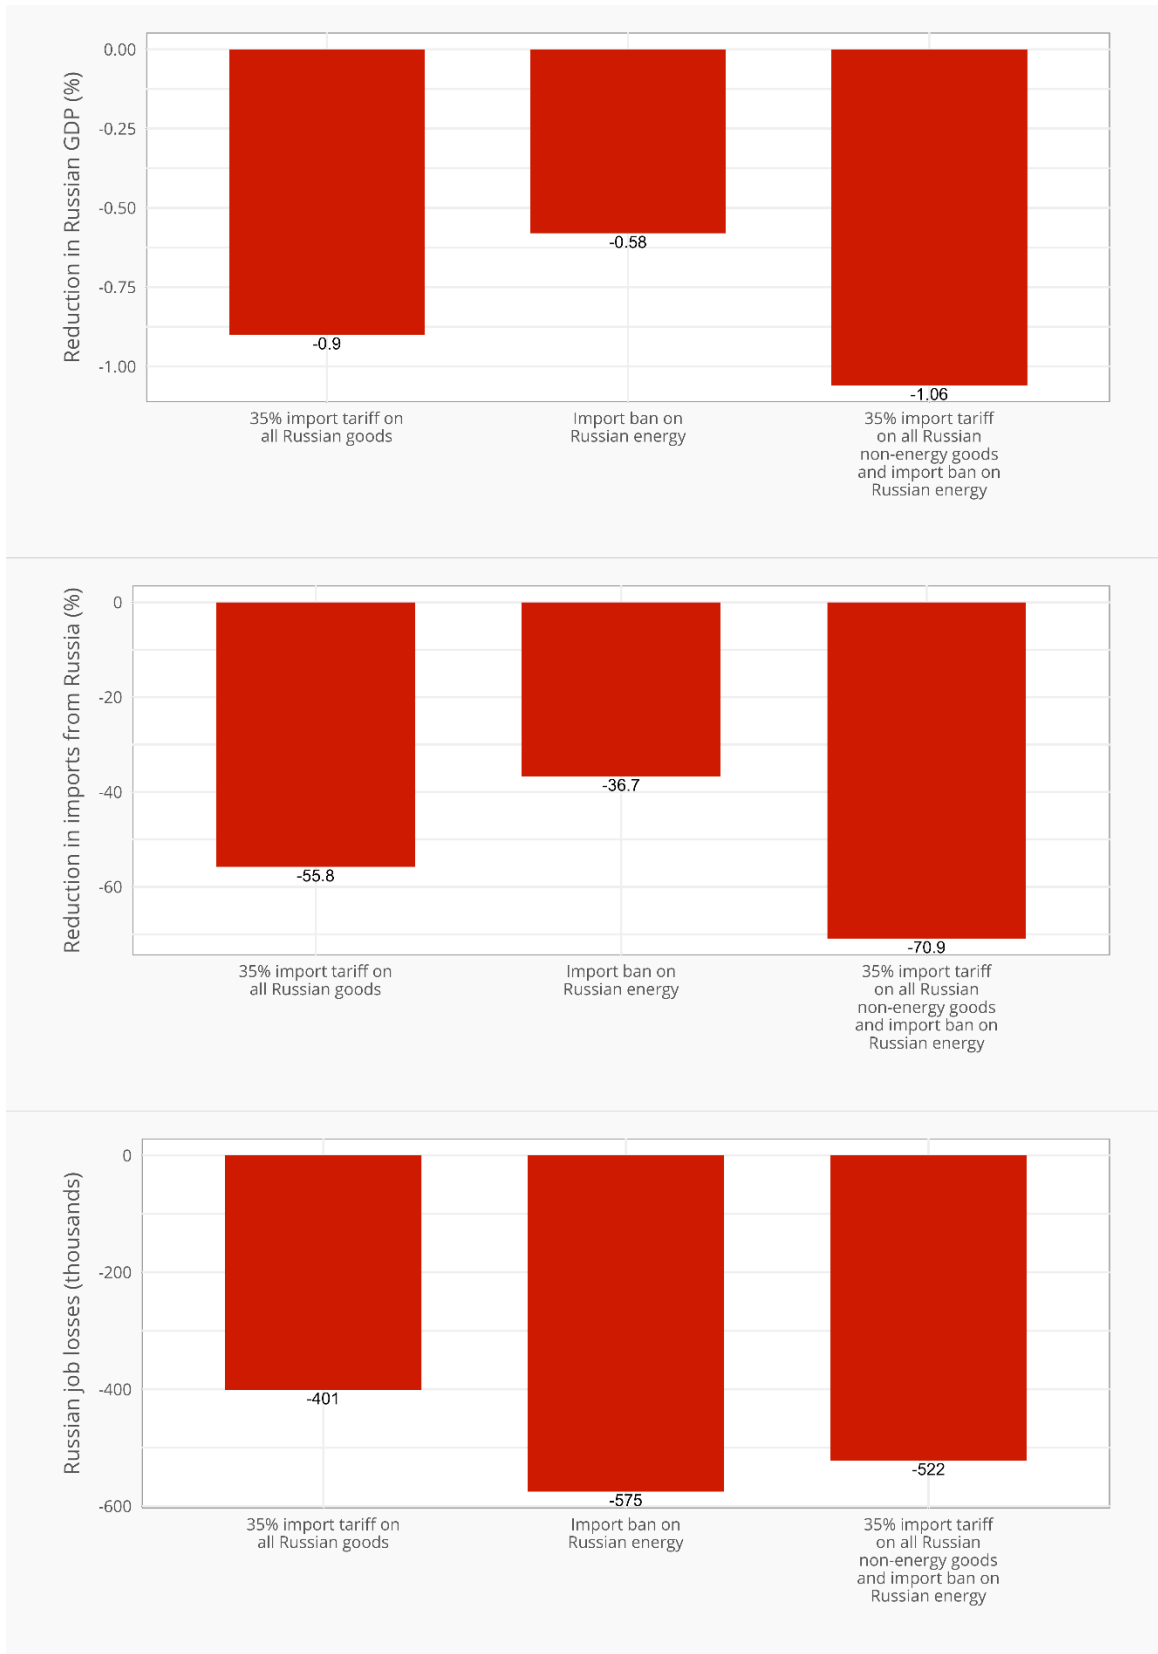 Reduction in Russian GDP (%)
0.00
-0.25
-0.50
-0.75
-1.00
-0.9
-0.58
-1.06
35% import tariff on
all Russian goods
Import ban on
Russian energy
35% import tariff
on all Russian
non-energy goods
and import ban on
Russian energy
Reduction in imports from Russia (%)
0
-20
-40
-60
-55.8
-36.7
-70.9
35% import tariff on
all Russian goods
Import ban on
Russian energy
35% import tariff
on all Russian
non-energy goods
and import ban on
Russian energy
Russian job losses (thousands)
0
-200
-400
-600
-401
-575
-522
35% import tariff on
all Russian goods
Import ban on
Russian energy
35% import tariff
on all Russian
non-energy goods
and import ban on
Russian energy